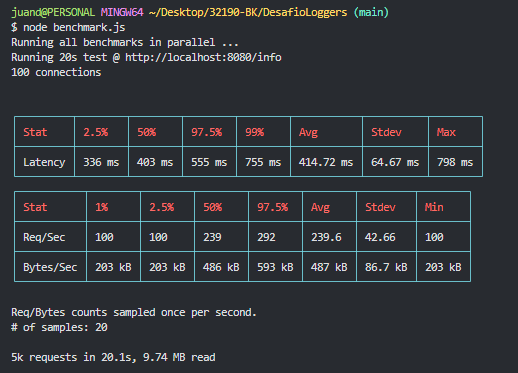 juand@PERSONAL MINGW64 ~/Desktop/32190-BK/DesafioLoggers (main)
$ node benchmark.js
Running all benchmarks in parallel ...
Running 20s test @ http://localhost:8080/info
100 connections
Stat 2.5% 50% 97.5% 99% Avg Stdev Max
Latency 336 ms 403 ms 555 ms 755 ms 414.72 ms 64.67 ms 798 ms
Stat 1% 2.5% 50% 97.5% Avg Stdev Min
Req/Sec 100 100 239 292 239.6 42.66 100
Bytes/Sec 203 kB 203 kB 486 kB 593 kB 487 kB 86.7 kB 203 kB
Req/Bytes counts sampled once per second.
# of samples: 20
5k requests in 20.1s, 9.74 MB read